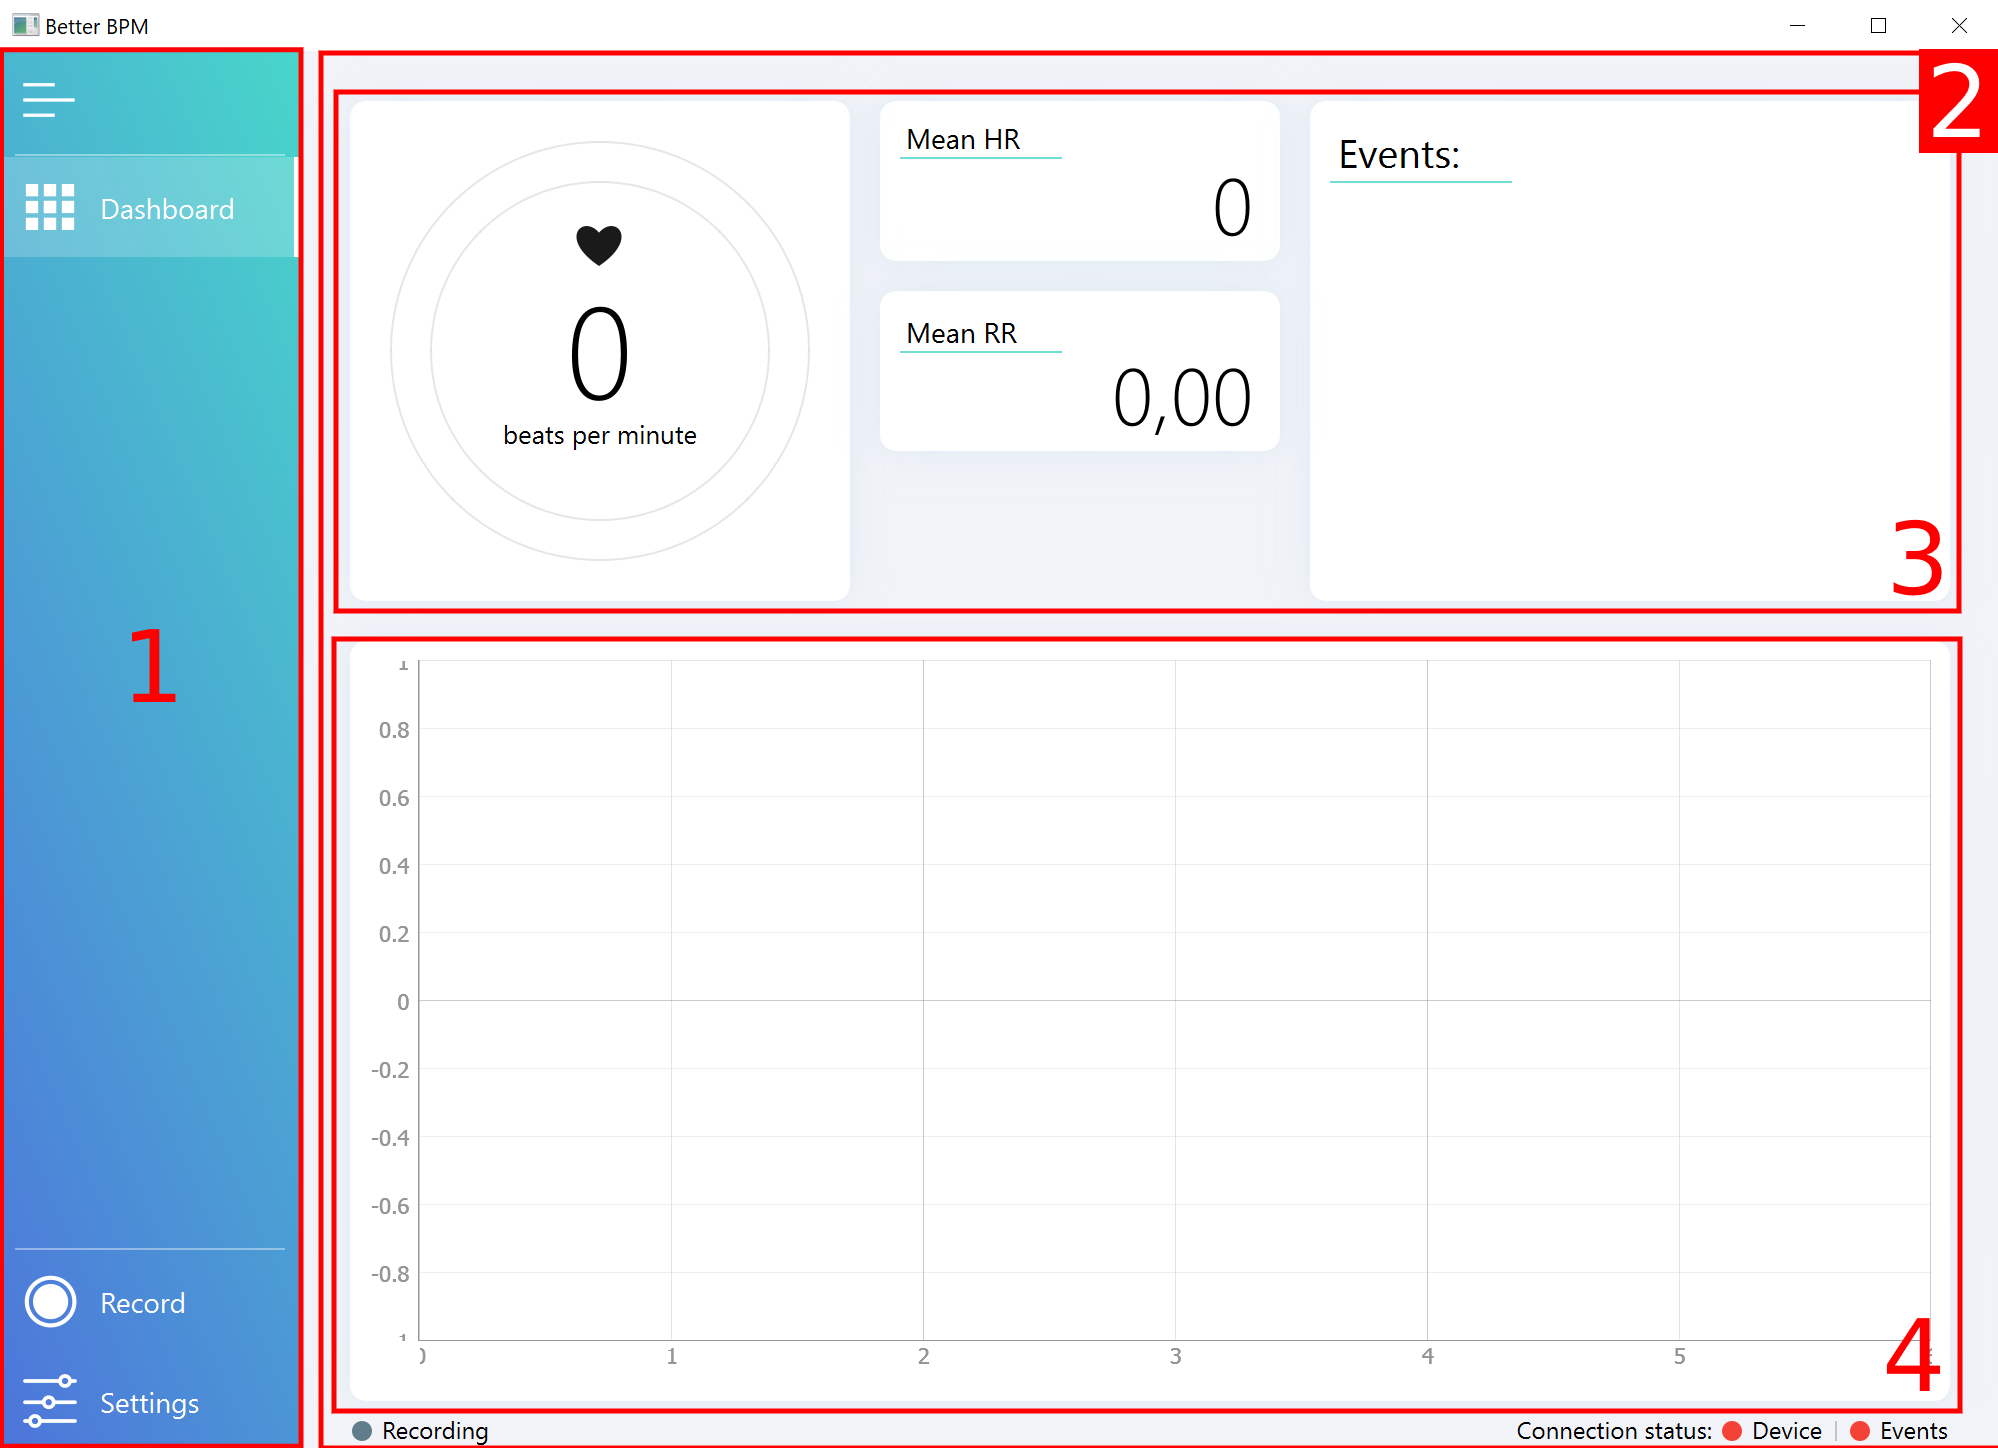 Better BPM
2
Dashboard
1
Record
Settings
0
beats per minute
Mean HR
0
Mean RR
0,00
Events:
3
1
0.8
0.6
0.4
0.2
0
-0.2
-0.4
-0.6
-0.8
0 1 2 3 4 5
4
Recording
Connection status: Device | Events